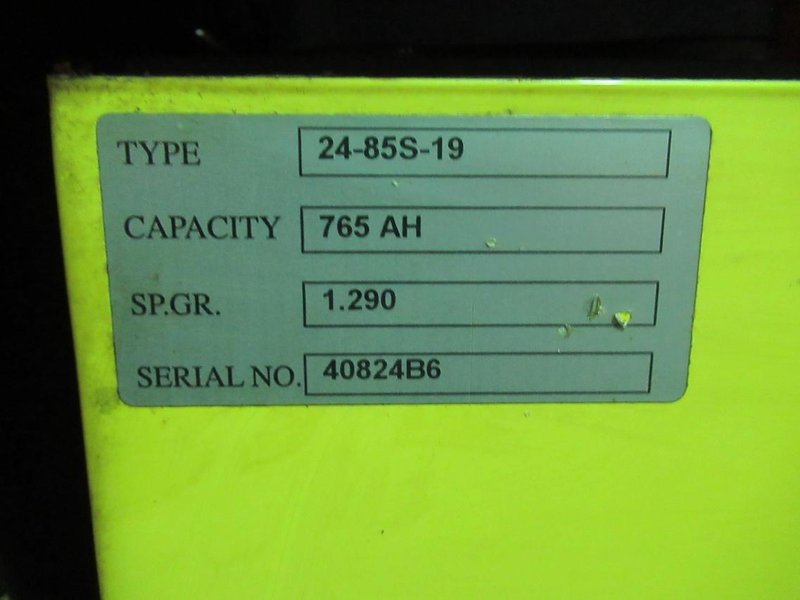 TYPE 24-85S-19
CAPACITY 765 AH
SP.GR. 1.290
SERIAL NO. 40824B6